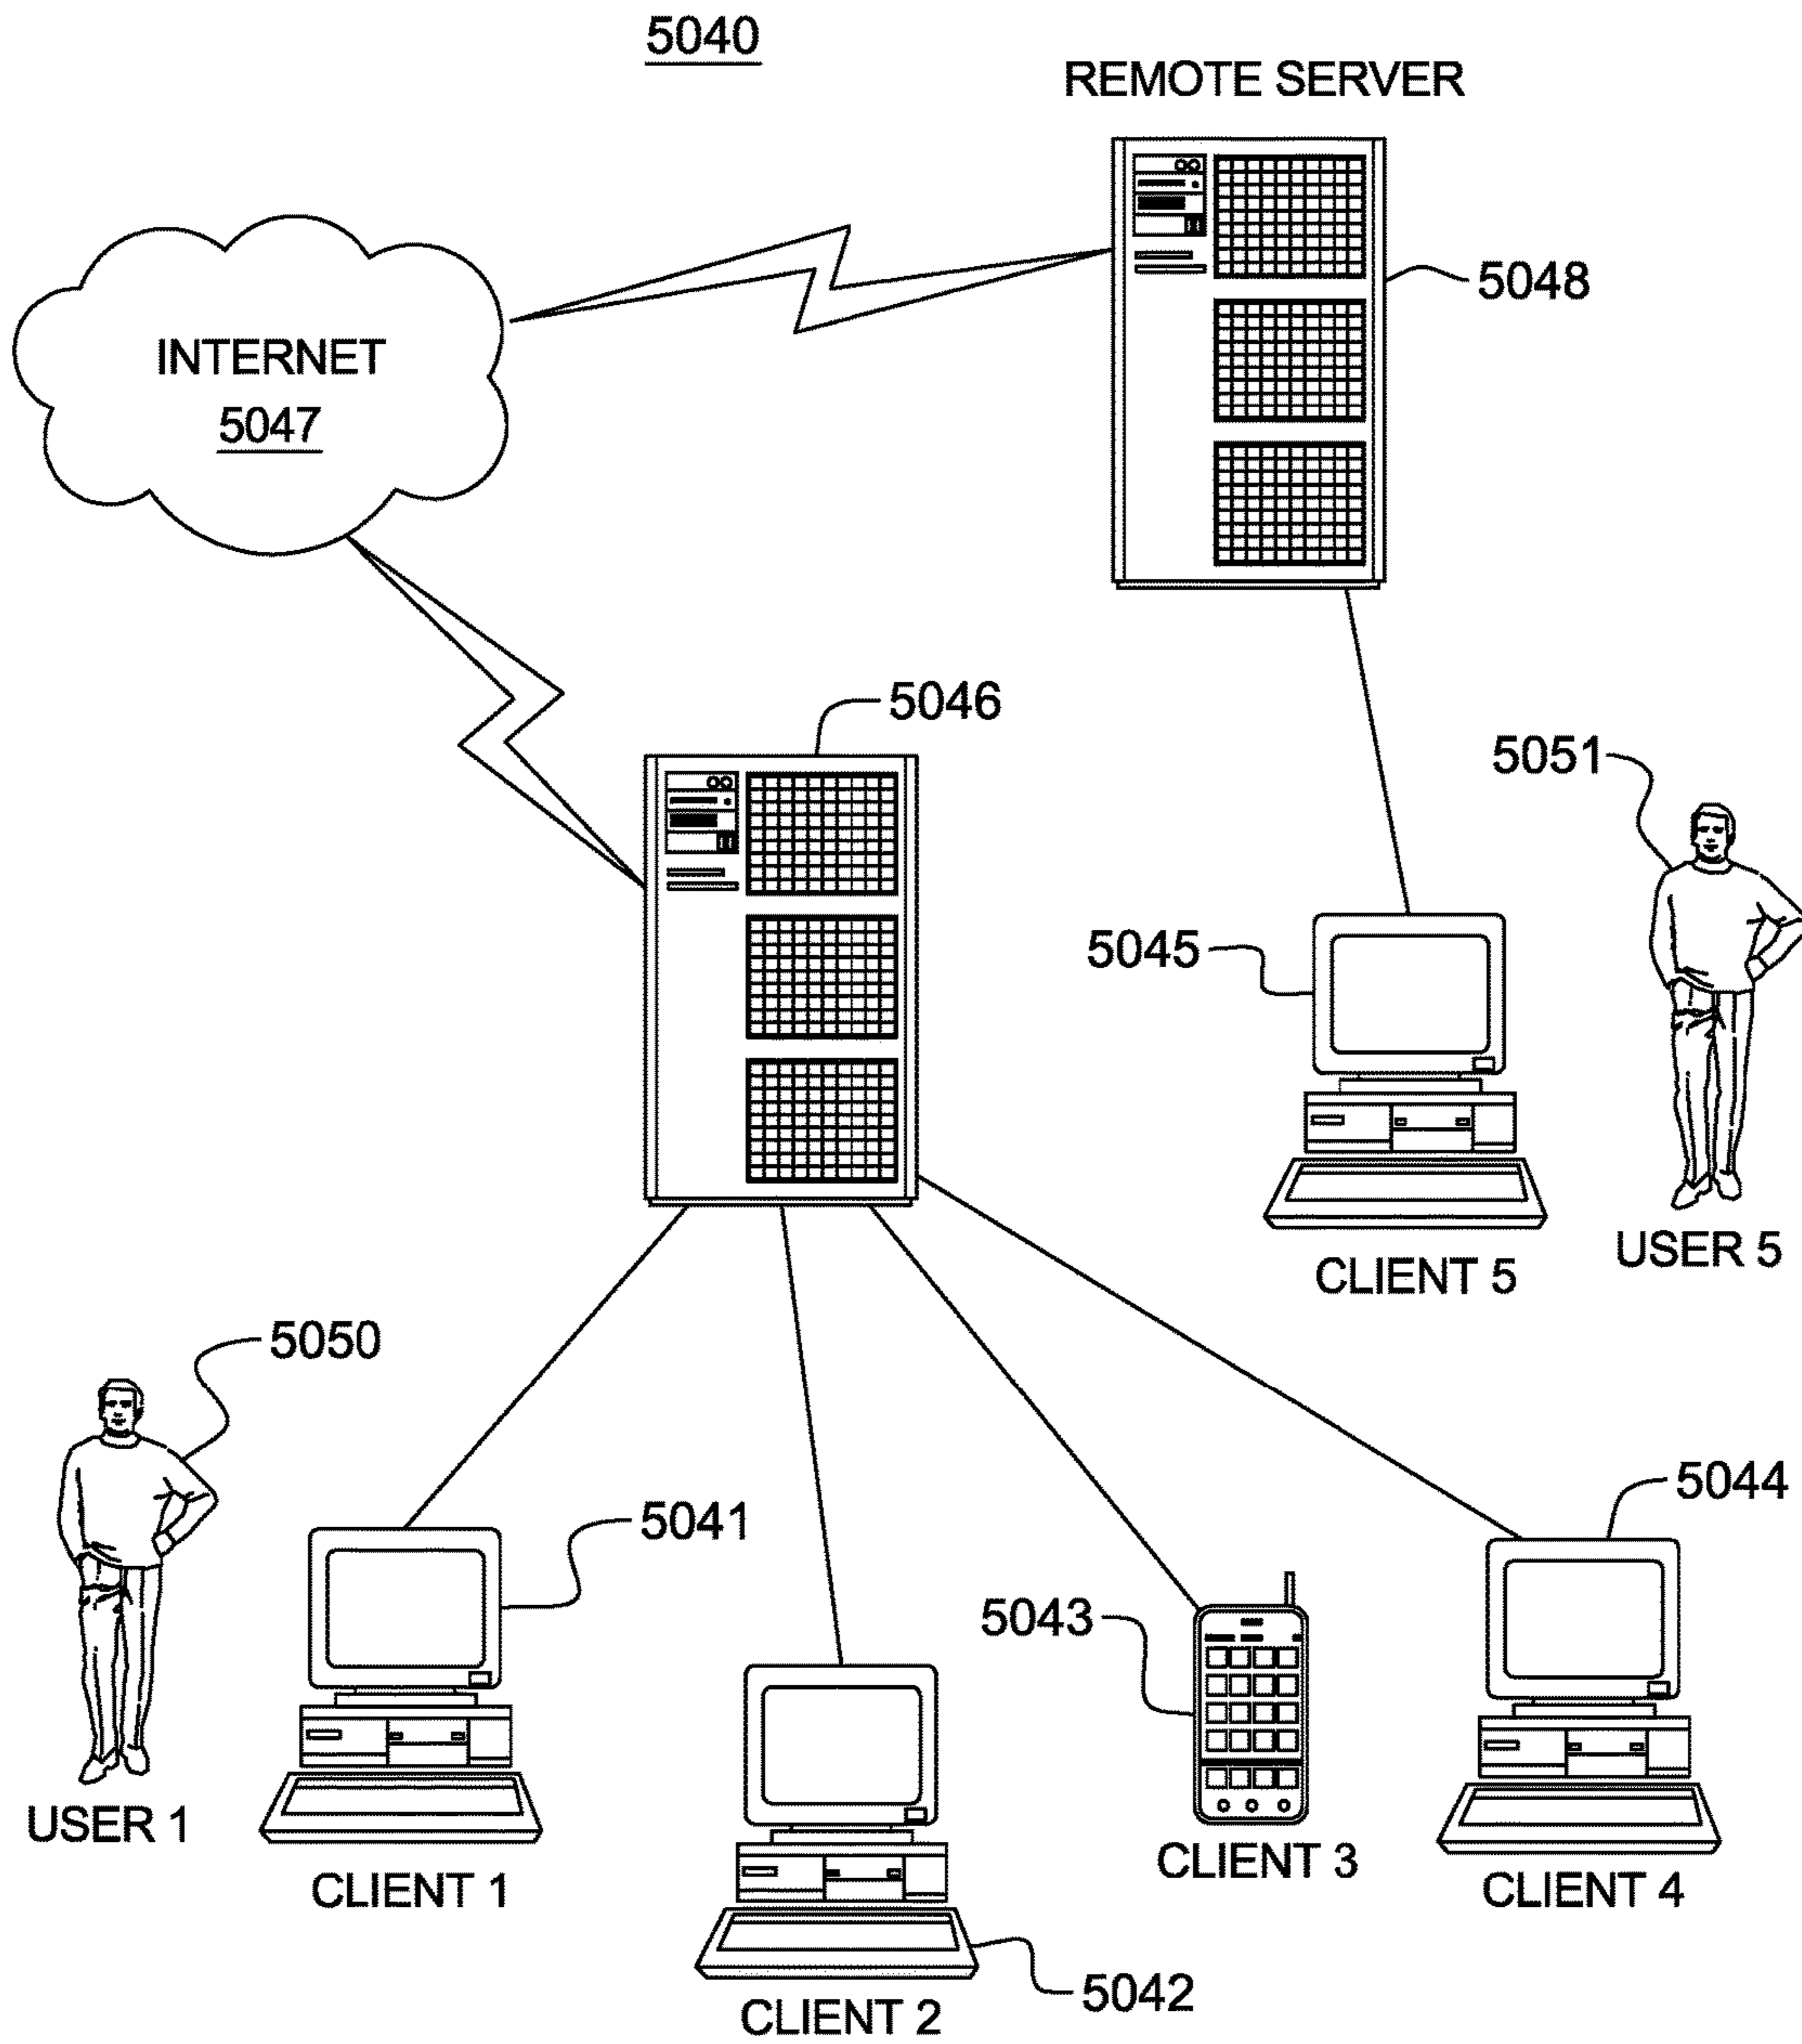 5040
REMOTE SERVER
5048
INTERNET
5047
5046
5051
5045
USER 5
CLIENT 5
5050
5044
5041
5043
USER 1
CLIENT 3
CLIENT 1
CLIENT 4
5042
CLIENT 2